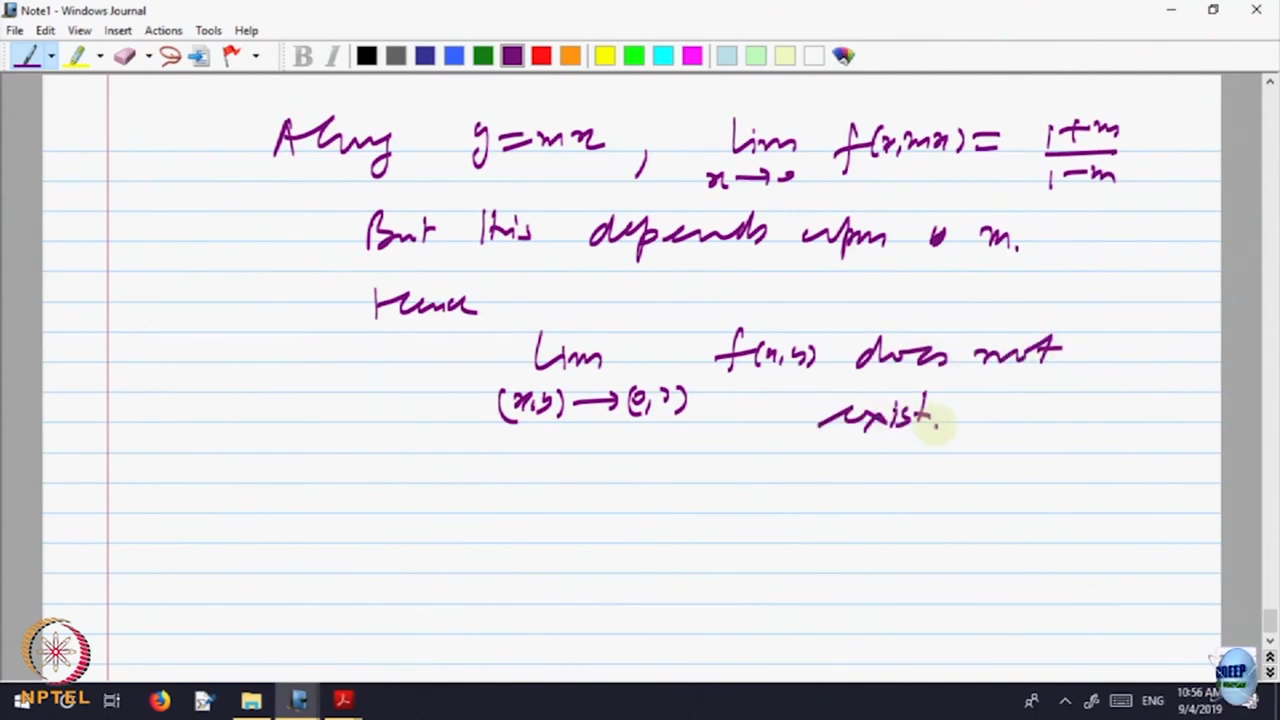 Note1 - Windows Journal
File Edit View Insert Actions Tools Help
B I
Along y=mx, lim x→0 f(x,mx) = 1+m / 1-m
But this depends upon m.
Hence
lim f(x,y) does not
(x,y) → (0,0) exist.
NPTEL
CDEEP
ENG
10:56 AM
9/4/2019